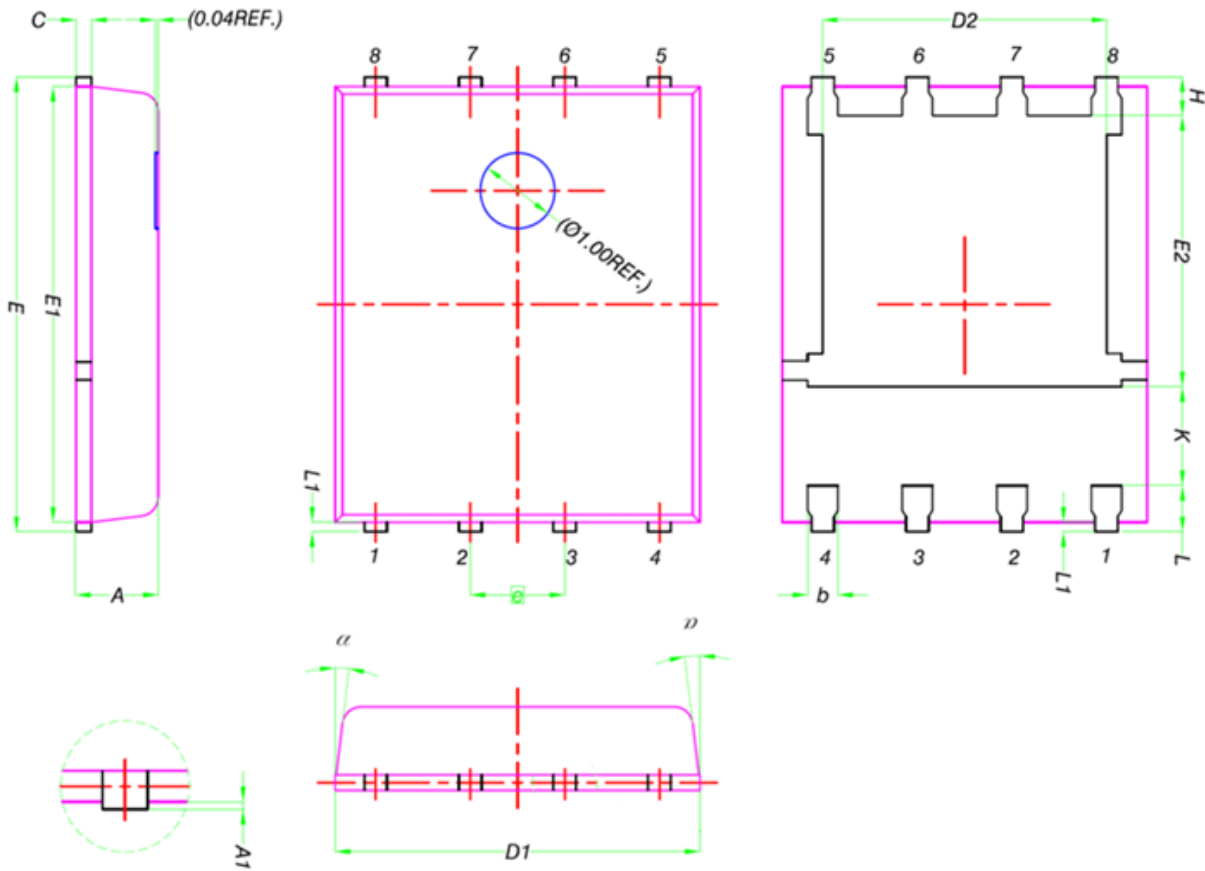 C
(0.04REF.)
E
E1
A
8 7 6 5
(Ø1.00REF.)
L1
1 2 3 4
e
D2
5 6 7 8
H
E2
K
L
L1
4 3 2 1
b
α α
D1
A1